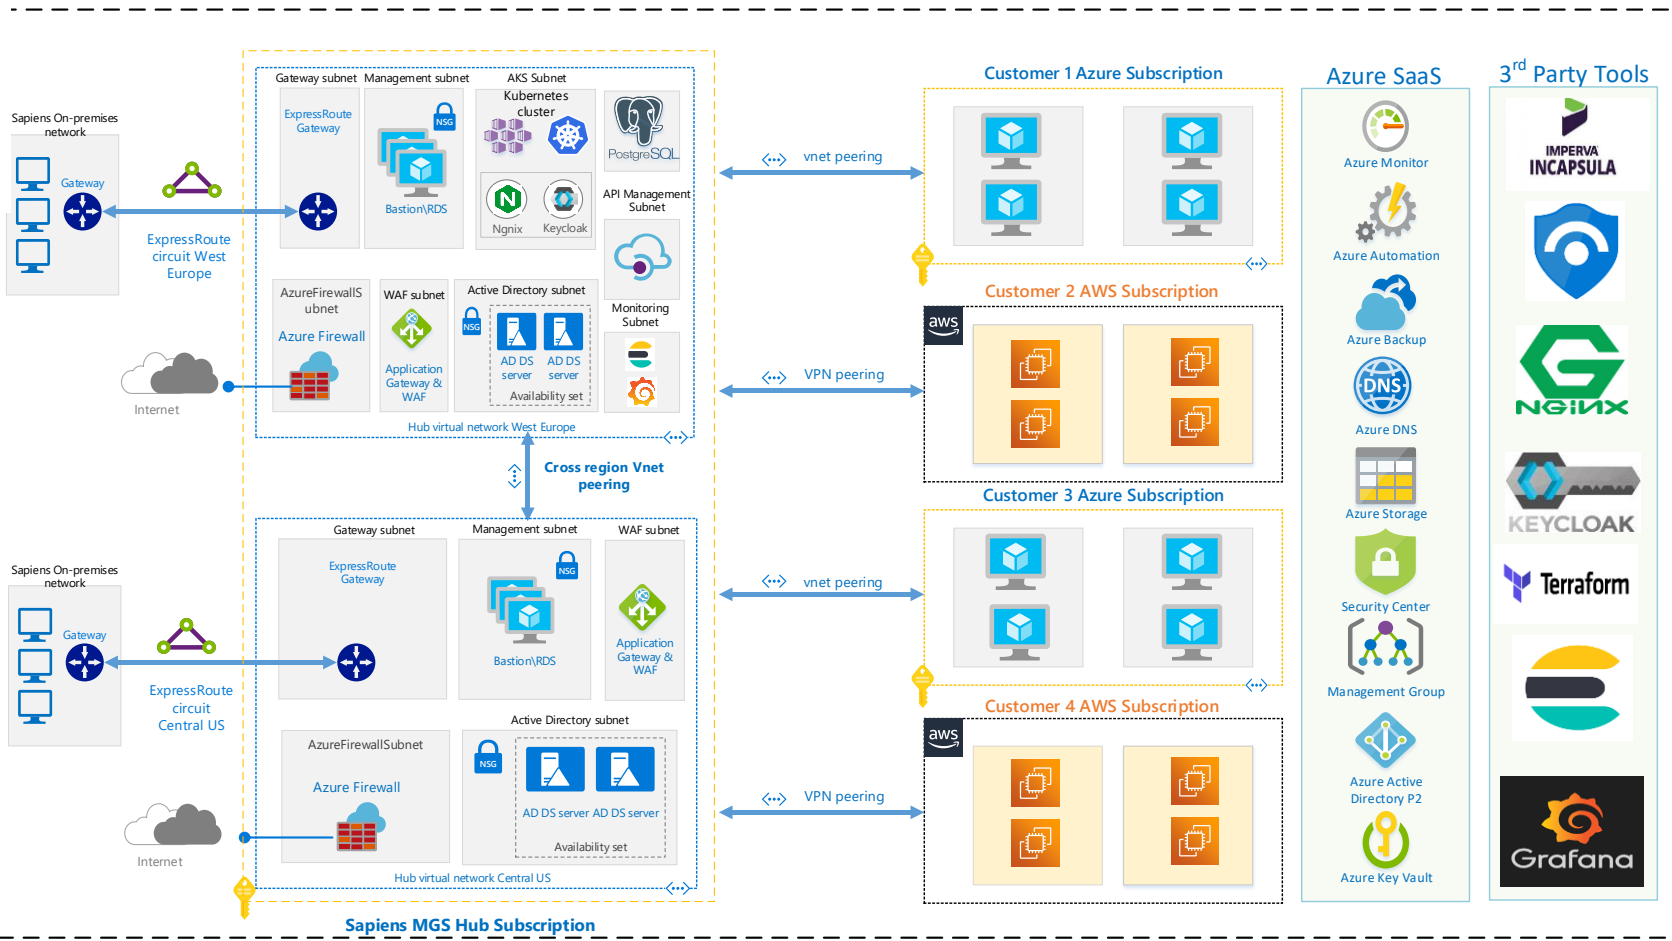 Sapiens On-premises
network
Gateway
ExpressRoute
circuit West
Europe
Internet
Gateway subnet
ExpressRoute
Gateway
Management subnet
NSG
Bastion\RDS
AKS Subnet
Kubernetes
cluster
Ngnix
Keycloak
PostgreSQL
API Management
Subnet
AzureFirewallS
ubnet
Azure Firewall
WAF subnet
Application
Gateway &
WAF
Active Directory subnet
NSG
AD DS
server
AD DS
server
Availability set
Monitoring
Subnet
Hub virtual network West Europe
Cross region Vnet
peering
Sapiens On-premises
network
Gateway
ExpressRoute
circuit
Central US
Internet
Gateway subnet
ExpressRoute
Gateway
Management subnet
NSG
Bastion\RDS
WAF subnet
Application
Gateway &
WAF
AzureFirewallSubnet
Azure Firewall
Active Directory subnet
NSG
AD DS server
AD DS server
Availability set
Hub virtual network Central US
Sapiens MGS Hub Subscription
vnet peering
VPN peering
vnet peering
VPN peering
Customer 1 Azure Subscription
Customer 2 AWS Subscription
aws
Customer 3 Azure Subscription
Customer 4 AWS Subscription
aws
Azure SaaS
Azure Monitor
Azure Automation
Azure Backup
DNS
Azure DNS
Azure Storage
Security Center
Management Group
Azure Active
Directory P2
Azure Key Vault
3rd Party Tools
IMPERVA
INCAPSULA
NGINX
KEYCLOAK
Terraform
Grafana